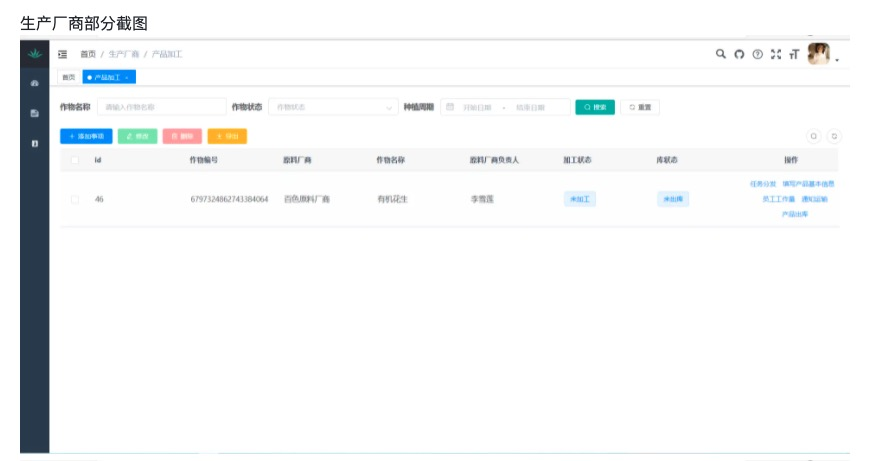 生产厂商部分截图
首页 / 生产厂商 / 产品加工
首页 产品加工 ×
作物名称 请输入作物名称 作物状态 作物状态 种植周期 开始日期 - 结束日期 搜索 重置
+ 添加事项 修改 删除 导出
Id 作物编号 原料厂商 作物名称 原料厂商负责人 加工状态 库状态 操作
46 6797324862743384064 百色原料厂商 有机花生 李雪莲 未加工 未出库 任务分发 填写产品基本信息
员工工作量 通知运输
产品出库